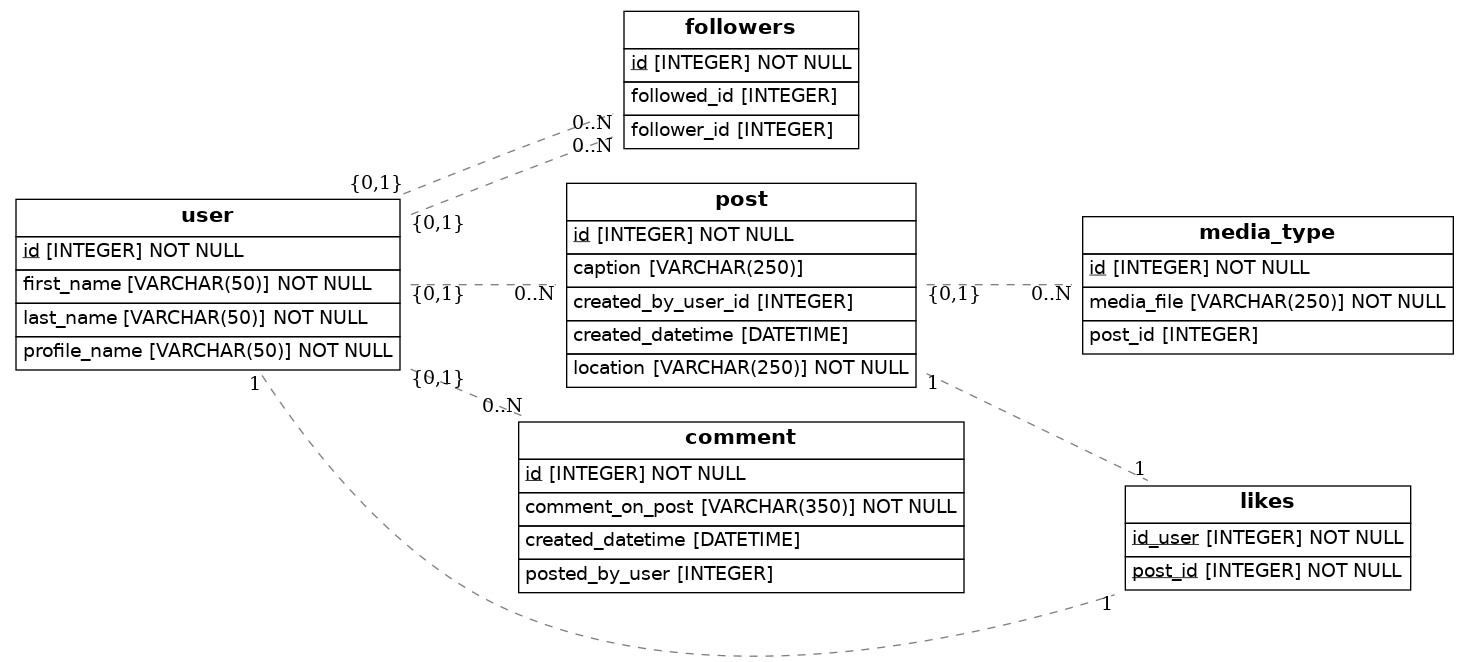 followers
id [INTEGER] NOT NULL
followed_id [INTEGER]
follower_id [INTEGER]
0..N
0..N
{0,1}
{0,1}
user
id [INTEGER] NOT NULL
first_name [VARCHAR(50)] NOT NULL
last_name [VARCHAR(50)] NOT NULL
profile_name [VARCHAR(50)] NOT NULL
{0,1}
0..N
post
id [INTEGER] NOT NULL
caption [VARCHAR(250)]
created_by_user_id [INTEGER]
created_datetime [DATETIME]
location [VARCHAR(250)] NOT NULL
{0,1}
0..N
media_type
id [INTEGER] NOT NULL
media_file [VARCHAR(250)] NOT NULL
post_id [INTEGER]
1
{0,1}
0..N
1
1
comment
id [INTEGER] NOT NULL
comment_on_post [VARCHAR(350)] NOT NULL
created_datetime [DATETIME]
posted_by_user [INTEGER]
likes
id_user [INTEGER] NOT NULL
post_id [INTEGER] NOT NULL
1